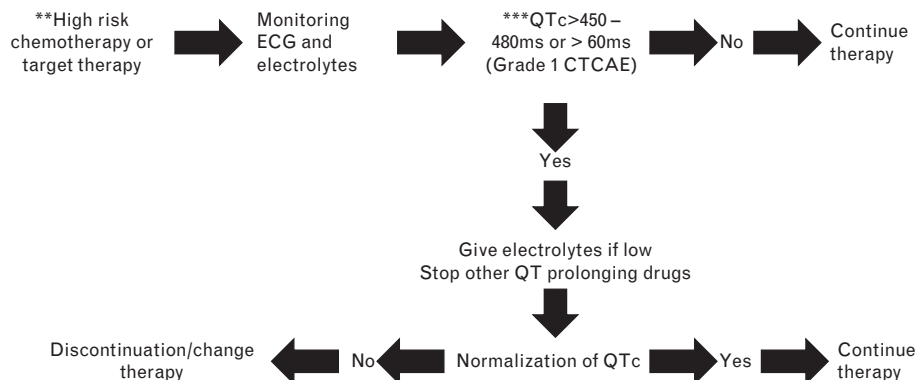 **High risk
chemotherapy or
target therapy
Monitoring
ECG and
electrolytes
***QTc>450 –
480ms or > 60ms
(Grade 1 CTCAE)
No
Continue
therapy
Yes
Give electrolytes if low
Stop other QT prolonging drugs
Discontinuation/change
therapy
No
Normalization of QTc
Yes
Continue
therapy